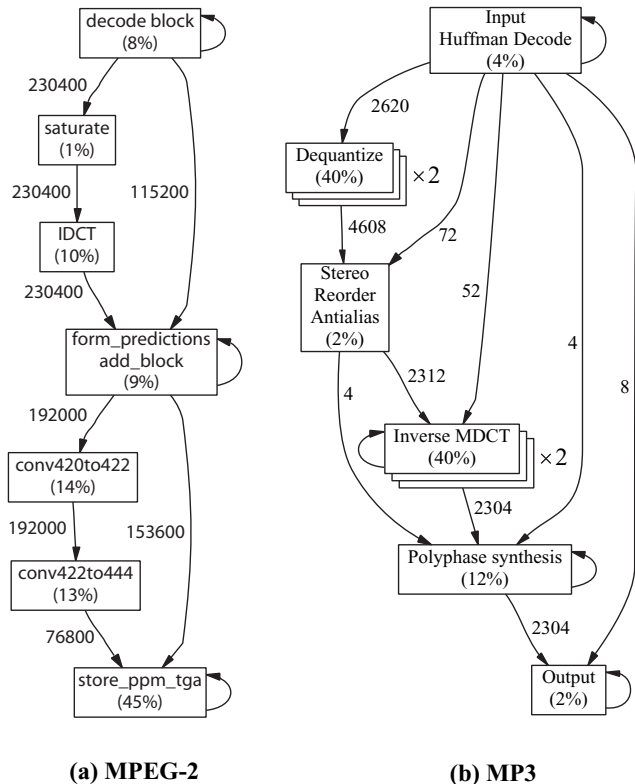 decode block
(8%)
230400
saturate
(1%)
230400
115200
IDCT
(10%)
230400
form_predictions
add_block
(9%)
192000
conv420to422
(14%)
192000
153600
conv422to444
(13%)
76800
store_ppm_tga
(45%)
(a) MPEG-2
Input
Huffman Decode
(4%)
2620
Dequantize
(40%)
×2
4608
72
Stereo
Reorder
Antialias
(2%)
52
4
8
4
2312
Inverse MDCT
(40%)
×2
2304
Polyphase synthesis
(12%)
2304
Output
(2%)
(b) MP3